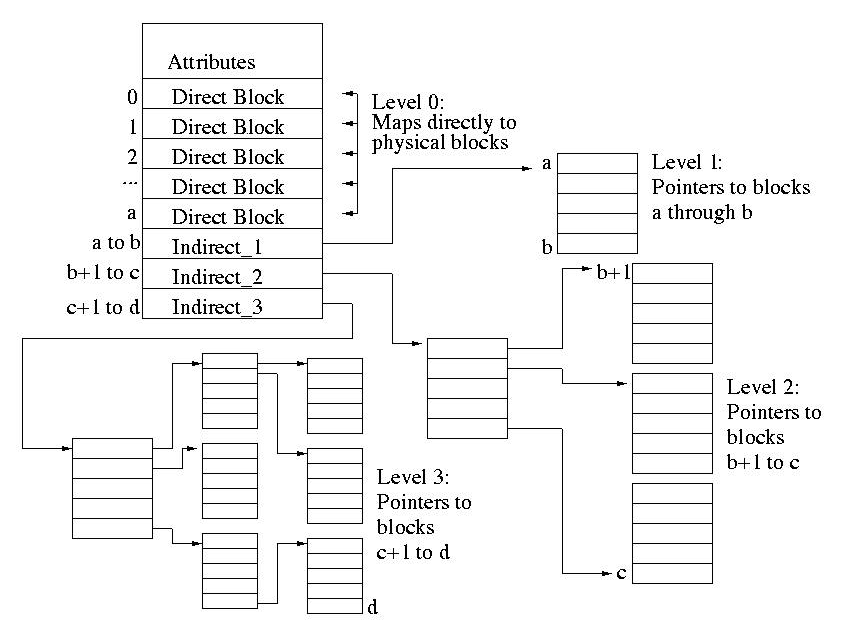 Attributes
0 Direct Block
1 Direct Block
2 Direct Block
... Direct Block
a Direct Block
a to b Indirect_1
b+1 to c Indirect_2
c+1 to d Indirect_3
Level 0:
Maps directly to
physical blocks
a
b
Level 1:
Pointers to blocks
a through b
b+1
c
Level 2:
Pointers to
blocks
b+1 to c
Level 3:
Pointers to
blocks
c+1 to d
d